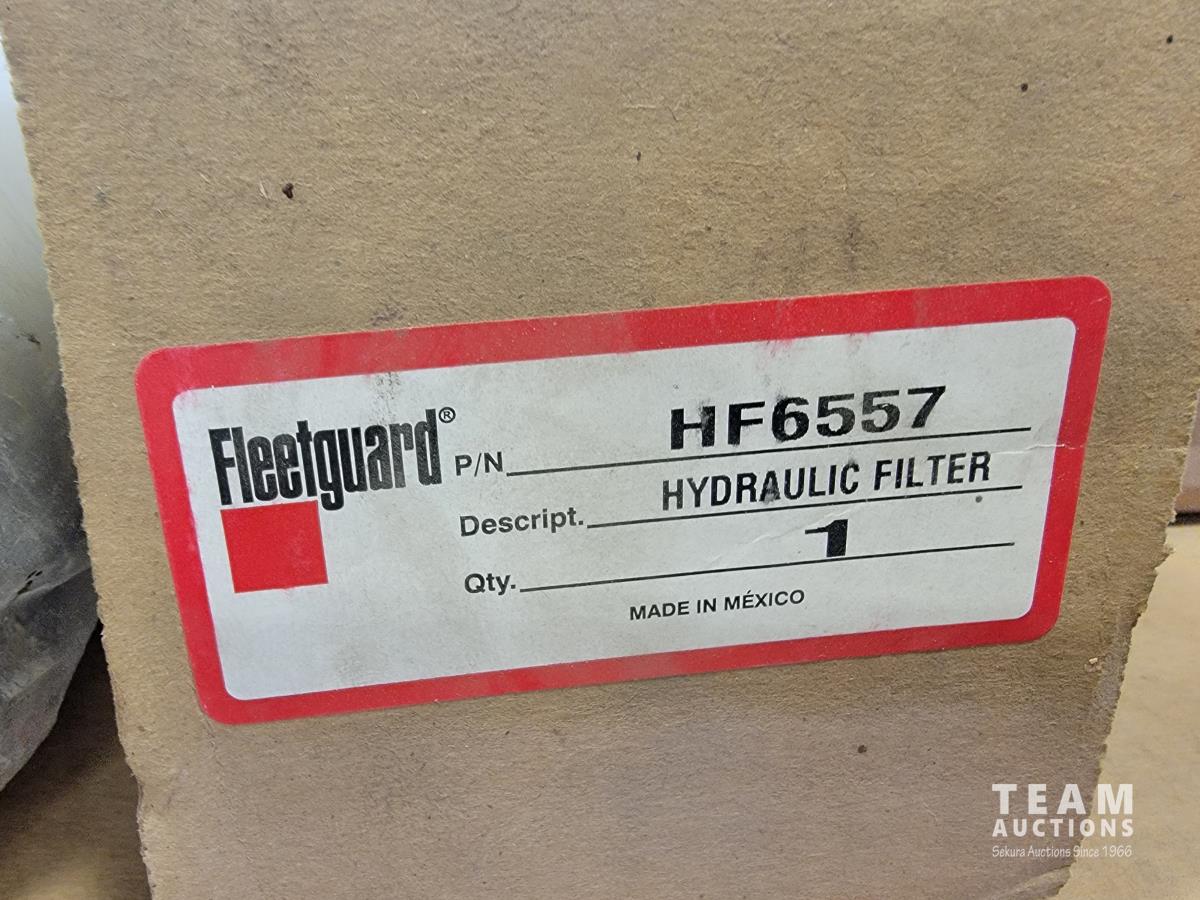 Fleetguard®
P/N HF6557
Descript. HYDRAULIC FILTER
Qty. 1
MADE IN MÉXICO
TEAM
AUCTIONS
Sekura Auctions Since 1966